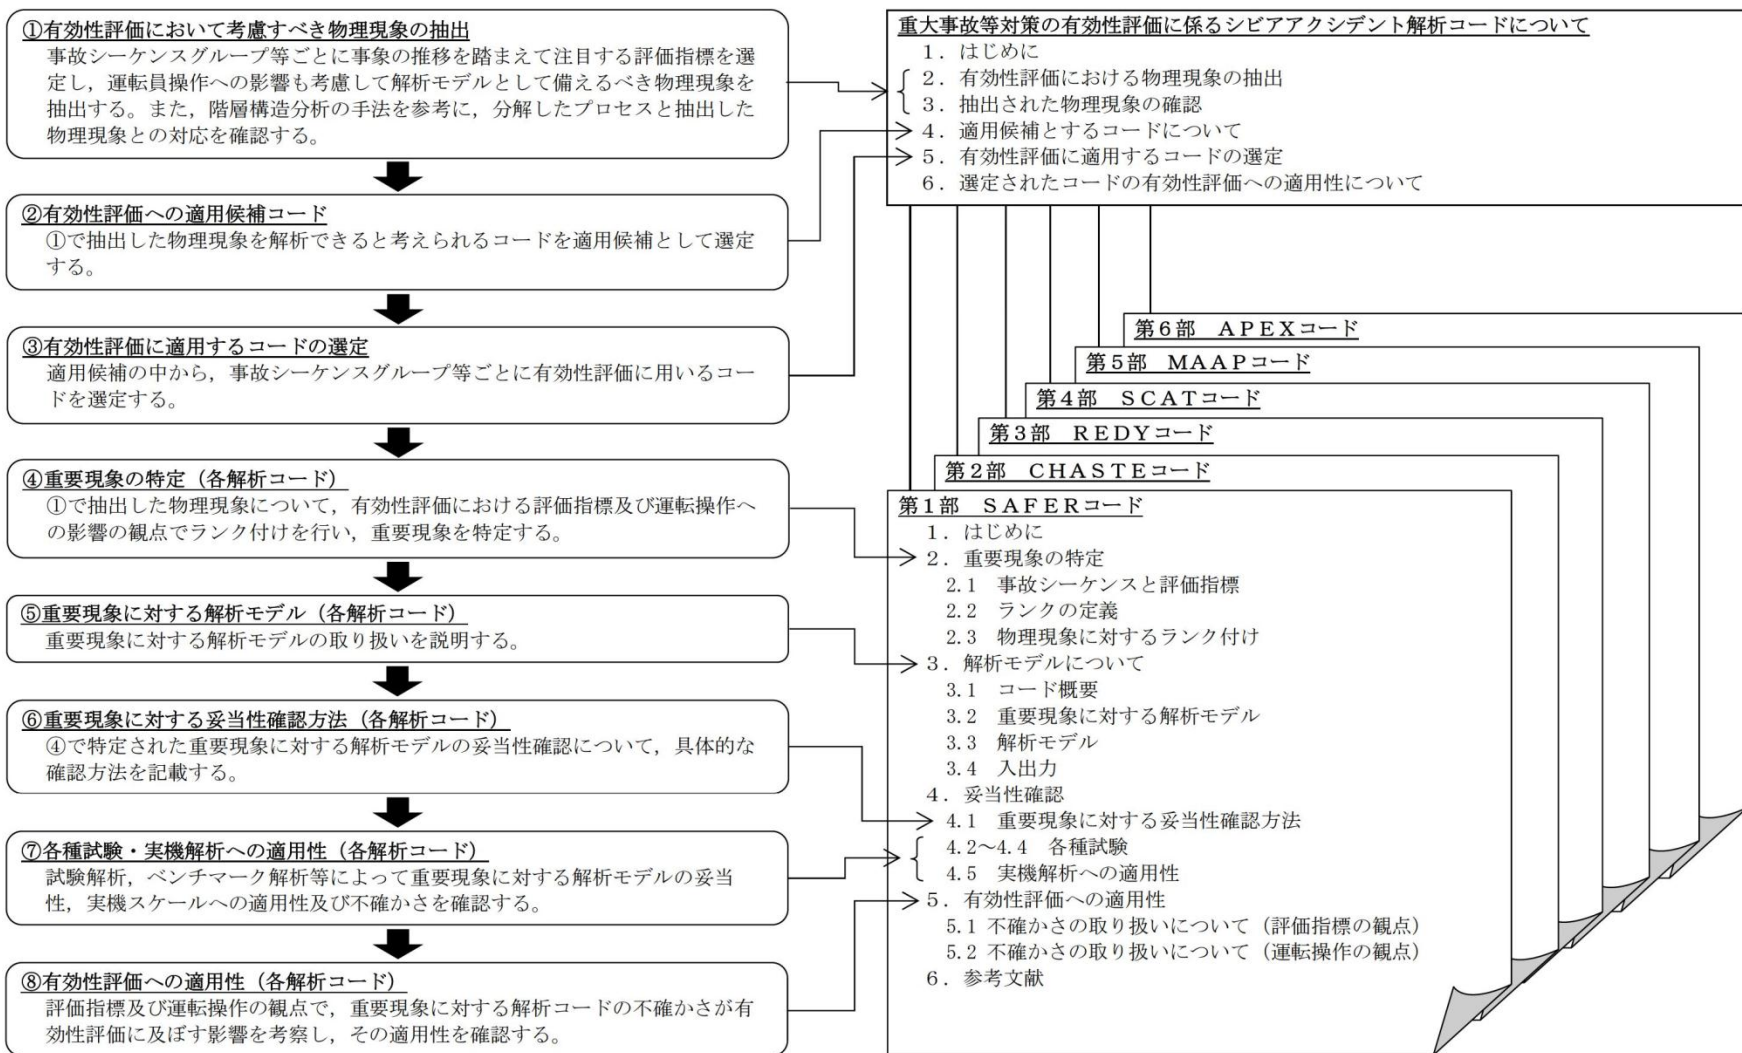 ①有効性評価において考慮すべき物理現象の抽出
事故シーケンスグループ等ごとに事象の推移を踏まえて注目する評価指標を選
定し，運転員操作への影響も考慮して解析モデルとして備えるべき物理現象を
抽出する。また，階層構造分析の手法を参考に，分解したプロセスと抽出した
物理現象との対応を確認する。
②有効性評価への適用候補コード
①で抽出した物理現象を解析できると考えられるコードを適用候補として選定
する。
③有効性評価に適用するコードの選定
適用候補の中から，事故シーケンスグループ等ごとに有効性評価に用いるコー
ドを選定する。
④重要現象の特定（各解析コード）
①で抽出した物理現象について，有効性評価における評価指標及び運転操作へ
の影響の観点でランク付けを行い，重要現象を特定する。
⑤重要現象に対する解析モデル（各解析コード）
重要現象に対する解析モデルの取り扱いを説明する。
⑥重要現象に対する妥当性確認方法（各解析コード）
④で特定された重要現象に対する解析モデルの妥当性確認について，具体的な
確認方法を記載する。
⑦各種試験・実機解析への適用性（各解析コード）
試験解析，ベンチマーク解析等によって重要現象に対する解析モデルの妥当
性，実機スケールへの適用性及び不確かさを確認する。
⑧有効性評価への適用性（各解析コード）
評価指標及び運転操作の観点で，重要現象に対する解析コードの不確かさが有
効性評価に及ぼす影響を考察し，その適用性を確認する。
重大事故等対策の有効性評価に係るシビアアクシデント解析コードについて
１．はじめに
２．有効性評価における物理現象の抽出
３．抽出された物理現象の確認
４．適用候補とするコードについて
５．有効性評価に適用するコードの選定
６．選定されたコードの有効性評価への適用性について
第６部　ＡＰＥＸコード
第５部　ＭＡＡＰコード
第４部　ＳＣＡＴコード
第３部　ＲＥＤＹコード
第２部　ＣＨＡＳＴＥコード
第１部　ＳＡＦＥＲコード
１．はじめに
２．重要現象の特定
2.1　事故シーケンスと評価指標
2.2　ランクの定義
2.3　物理現象に対するランク付け
３．解析モデルについて
3.1　コード概要
3.2　重要現象に対する解析モデル
3.3　解析モデル
3.4　入出力
４．妥当性確認
4.1　重要現象に対する妥当性確認方法
4.2～4.4　各種試験
4.5　実機解析への適用性
５．有効性評価への適用性
5.1 不確かさの取り扱いについて（評価指標の観点）
5.2 不確かさの取り扱いについて（運転操作の観点）
６．参考文献